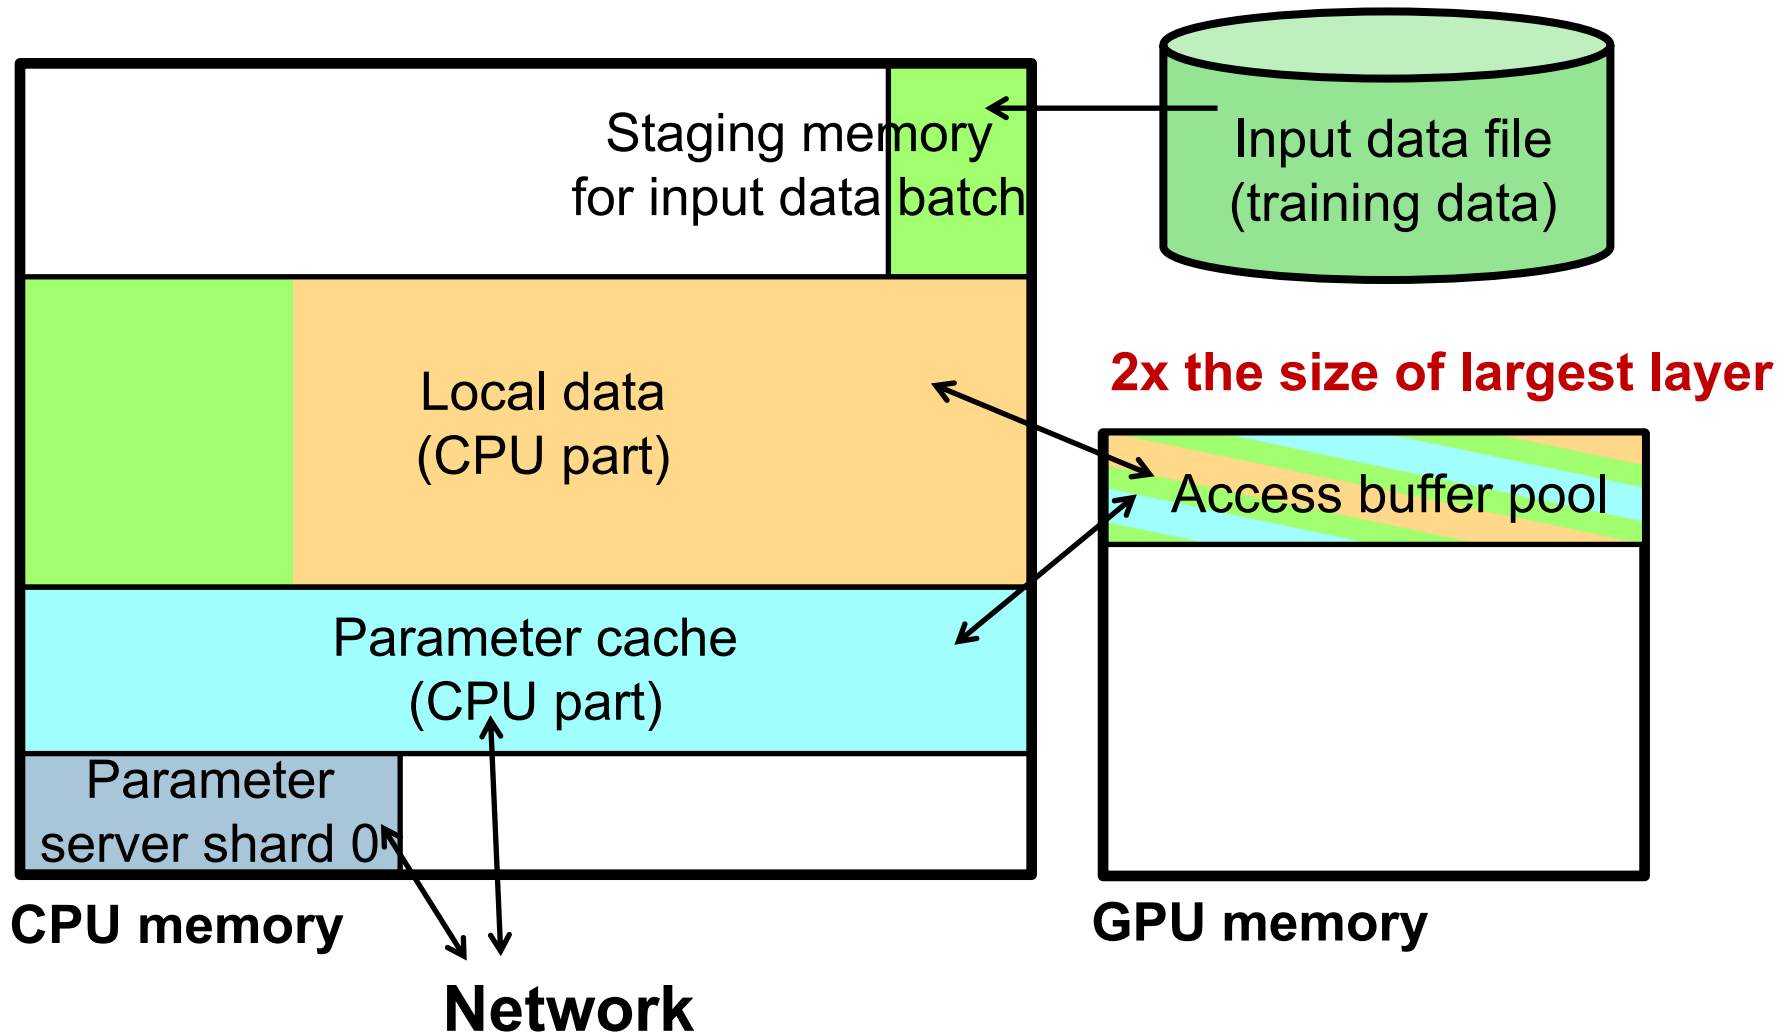 Staging memory
for input data batch
Input data file
(training data)
Local data
(CPU part)
2x the size of largest layer
Access buffer pool
Parameter cache
(CPU part)
Parameter
server shard 0
CPU memory
GPU memory
Network